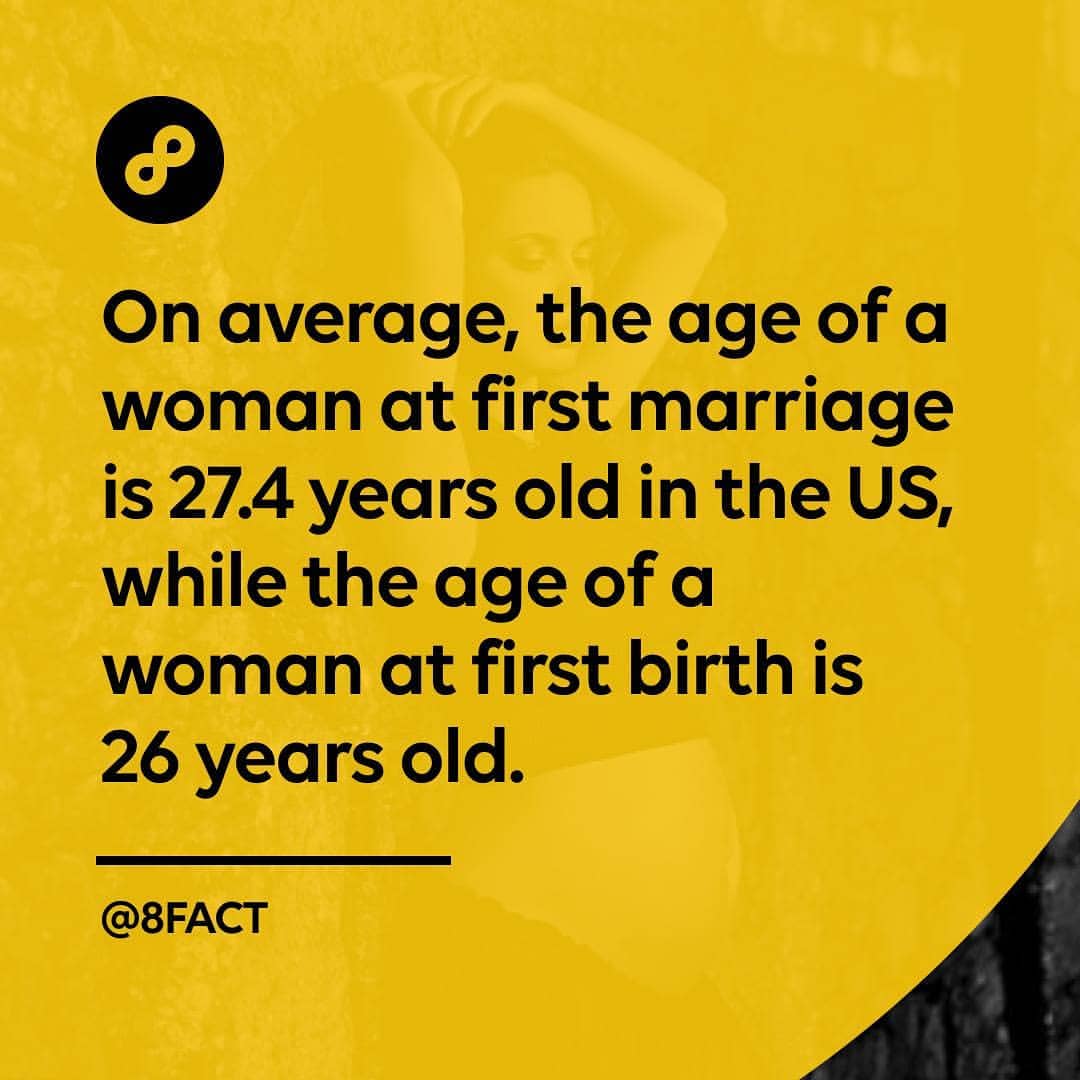 On average, the age of a
woman at first marriage
is 27.4 years old in the US,
while the age of a
woman at first birth is
26 years old.
@8FACT